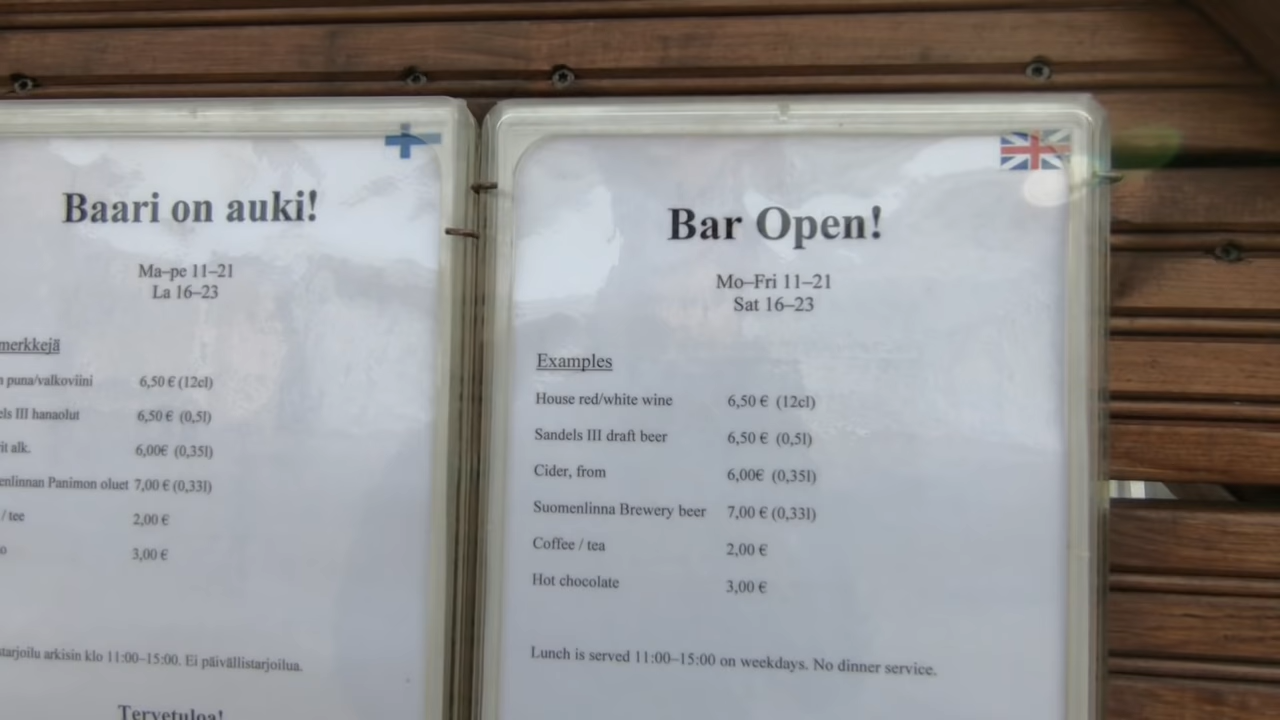 Baari on auki!
Ma–pe 11–21
La 16–23
merkkejä
puna/valkoviini 6,50 € (12cl)
III hanaolut 6,50 € (0,5l)
alk. 6,00€ (0,35l)
Panimon oluet 7,00 € (0,33l)
/ tee 2,00 €
3,00 €
tarjoilu arkisin klo 11:00–15:00. Ei päivällistarjoilua.
Tervetuloa!
Bar Open!
Mo–Fri 11–21
Sat 16–23
Examples
House red/white wine 6,50 € (12cl)
Sandels III draft beer 6,50 € (0,5l)
Cider, from 6,00€ (0,35l)
Suomenlinna Brewery beer 7,00 € (0,33l)
Coffee / tea 2,00 €
Hot chocolate 3,00 €
Lunch is served 11:00–15:00 on weekdays. No dinner service.